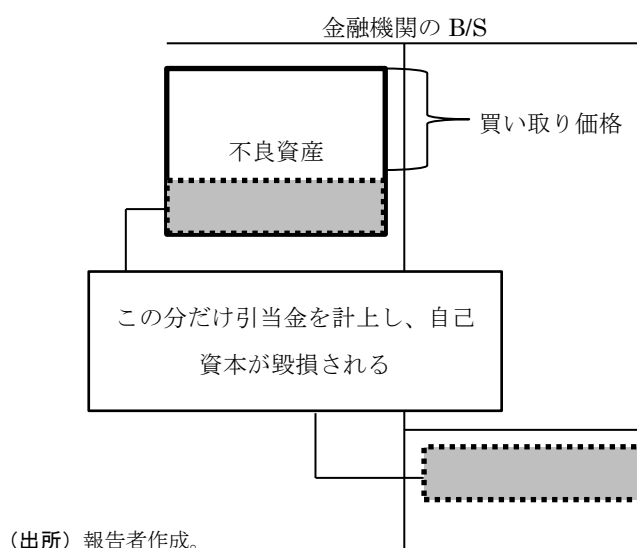 金融機関の B/S
買い取り価格
不良資産
この分だけ引当金を計上し、自己
資本が毀損される
（出所）報告者作成。